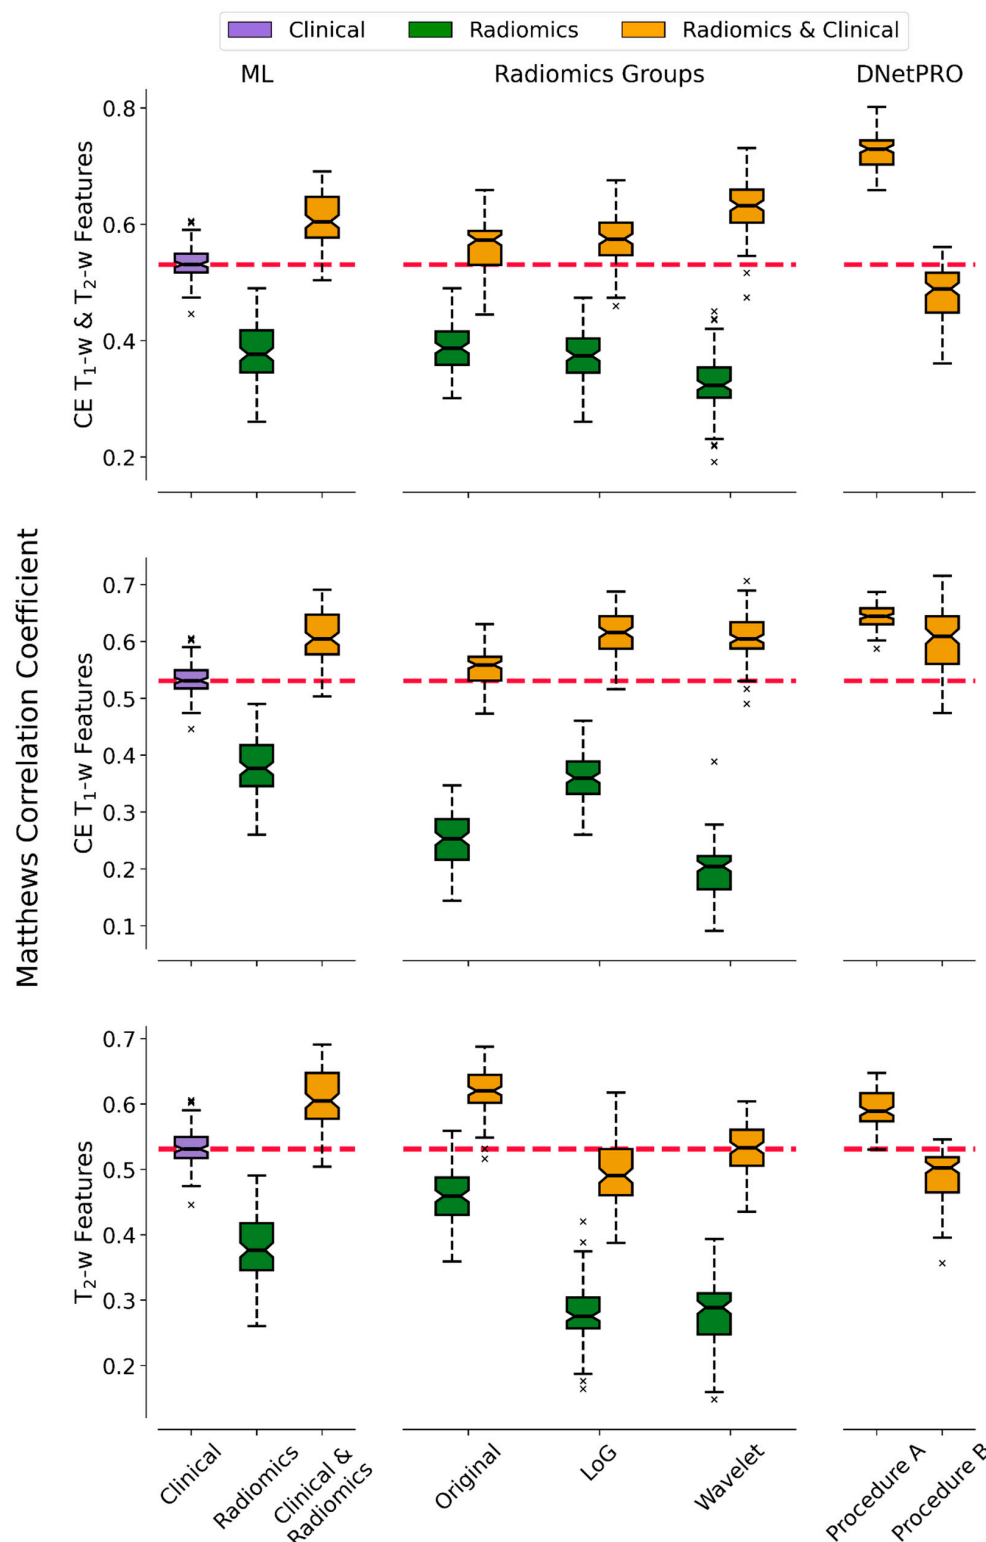 Clinical Radiomics Radiomics & Clinical
ML Radiomics Groups DNetPRO
Matthews Correlation Coefficient
CE T₁-w & T₂-w Features
0.8
0.6
0.4
0.2
CE T₁-w Features
0.7
0.6
0.5
0.4
0.3
0.2
0.1
T₂-w Features
0.7
0.6
0.5
0.4
0.3
0.2
Clinical
Radiomics
Clinical &
Radiomics
Original
LoG
Wavelet
Procedure A
Procedure B